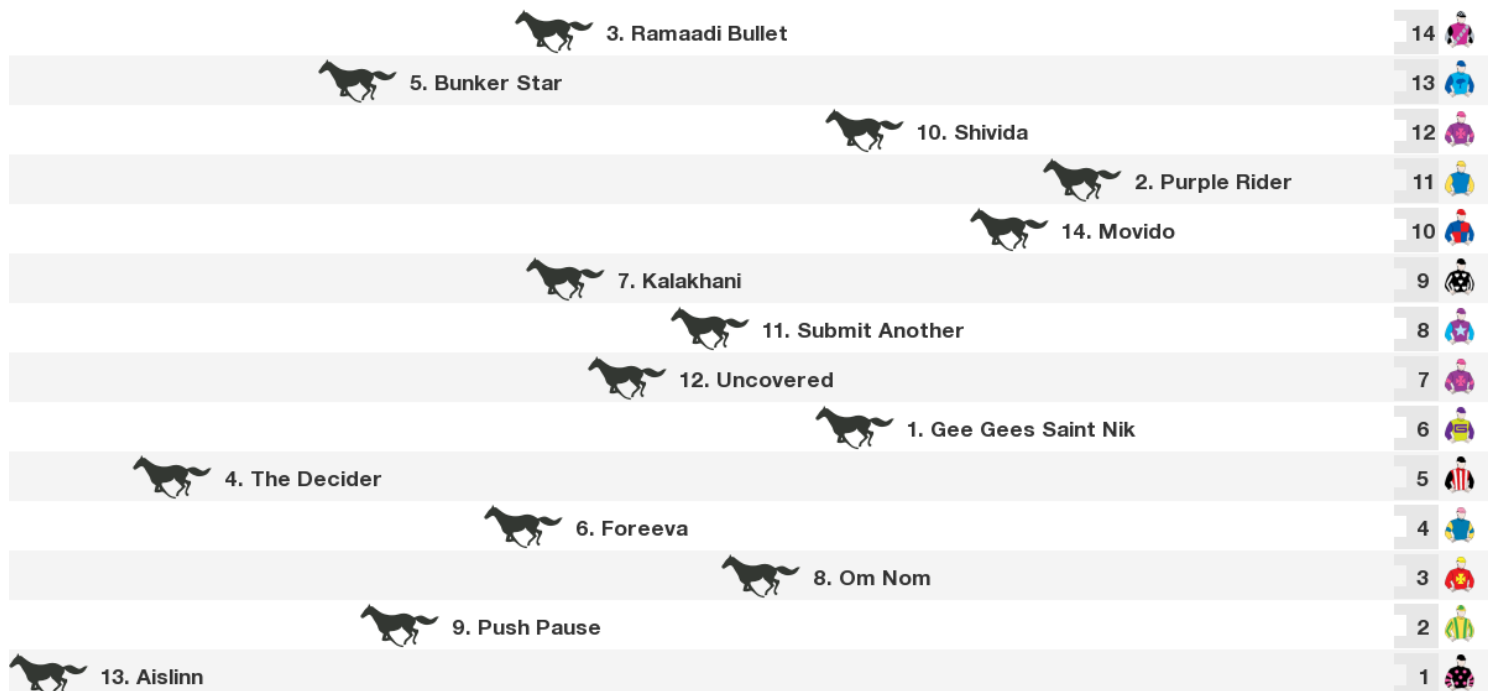 3. Ramaadi Bullet 14
5. Bunker Star 13
10. Shivida 12
2. Purple Rider 11
14. Movido 10
7. Kalakhani 9
11. Submit Another 8
12. Uncovered 7
1. Gee Gees Saint Nik 6
4. The Decider 5
6. Foreeva 4
8. Om Nom 3
9. Push Pause 2
13. Aislinn 1